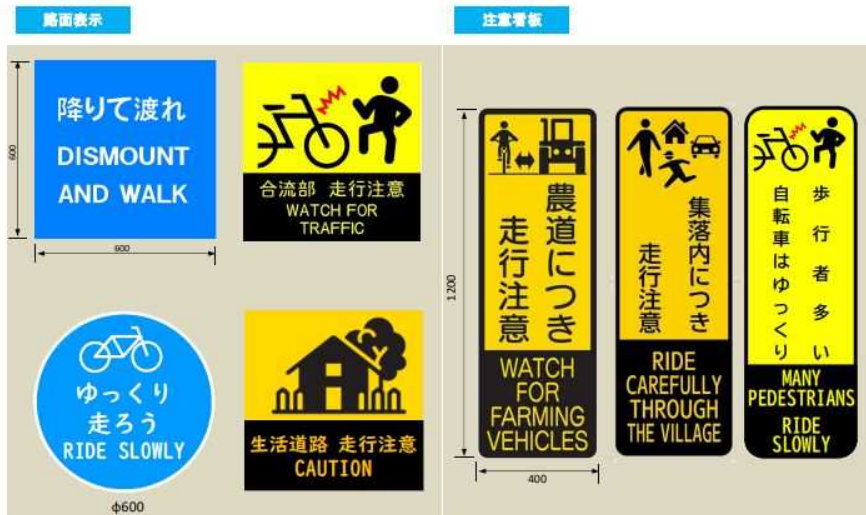 路面表示
注意看板
600
降りて渡れ
DISMOUNT
AND WALK
600
合流部 走行注意
WATCH FOR
TRAFFIC
ゆっくり
走ろう
RIDE SLOWLY
φ600
生活道路 走行注意
CAUTION
1200
農道につき
走行注意
WATCH
FOR
FARMING
VEHICLES
400
集落内につき
走行注意
RIDE
CAREFULLY
THROUGH
THE VILLAGE
歩行者多い
自転車はゆっくり
MANY
PEDESTRIANS
RIDE
SLOWLY